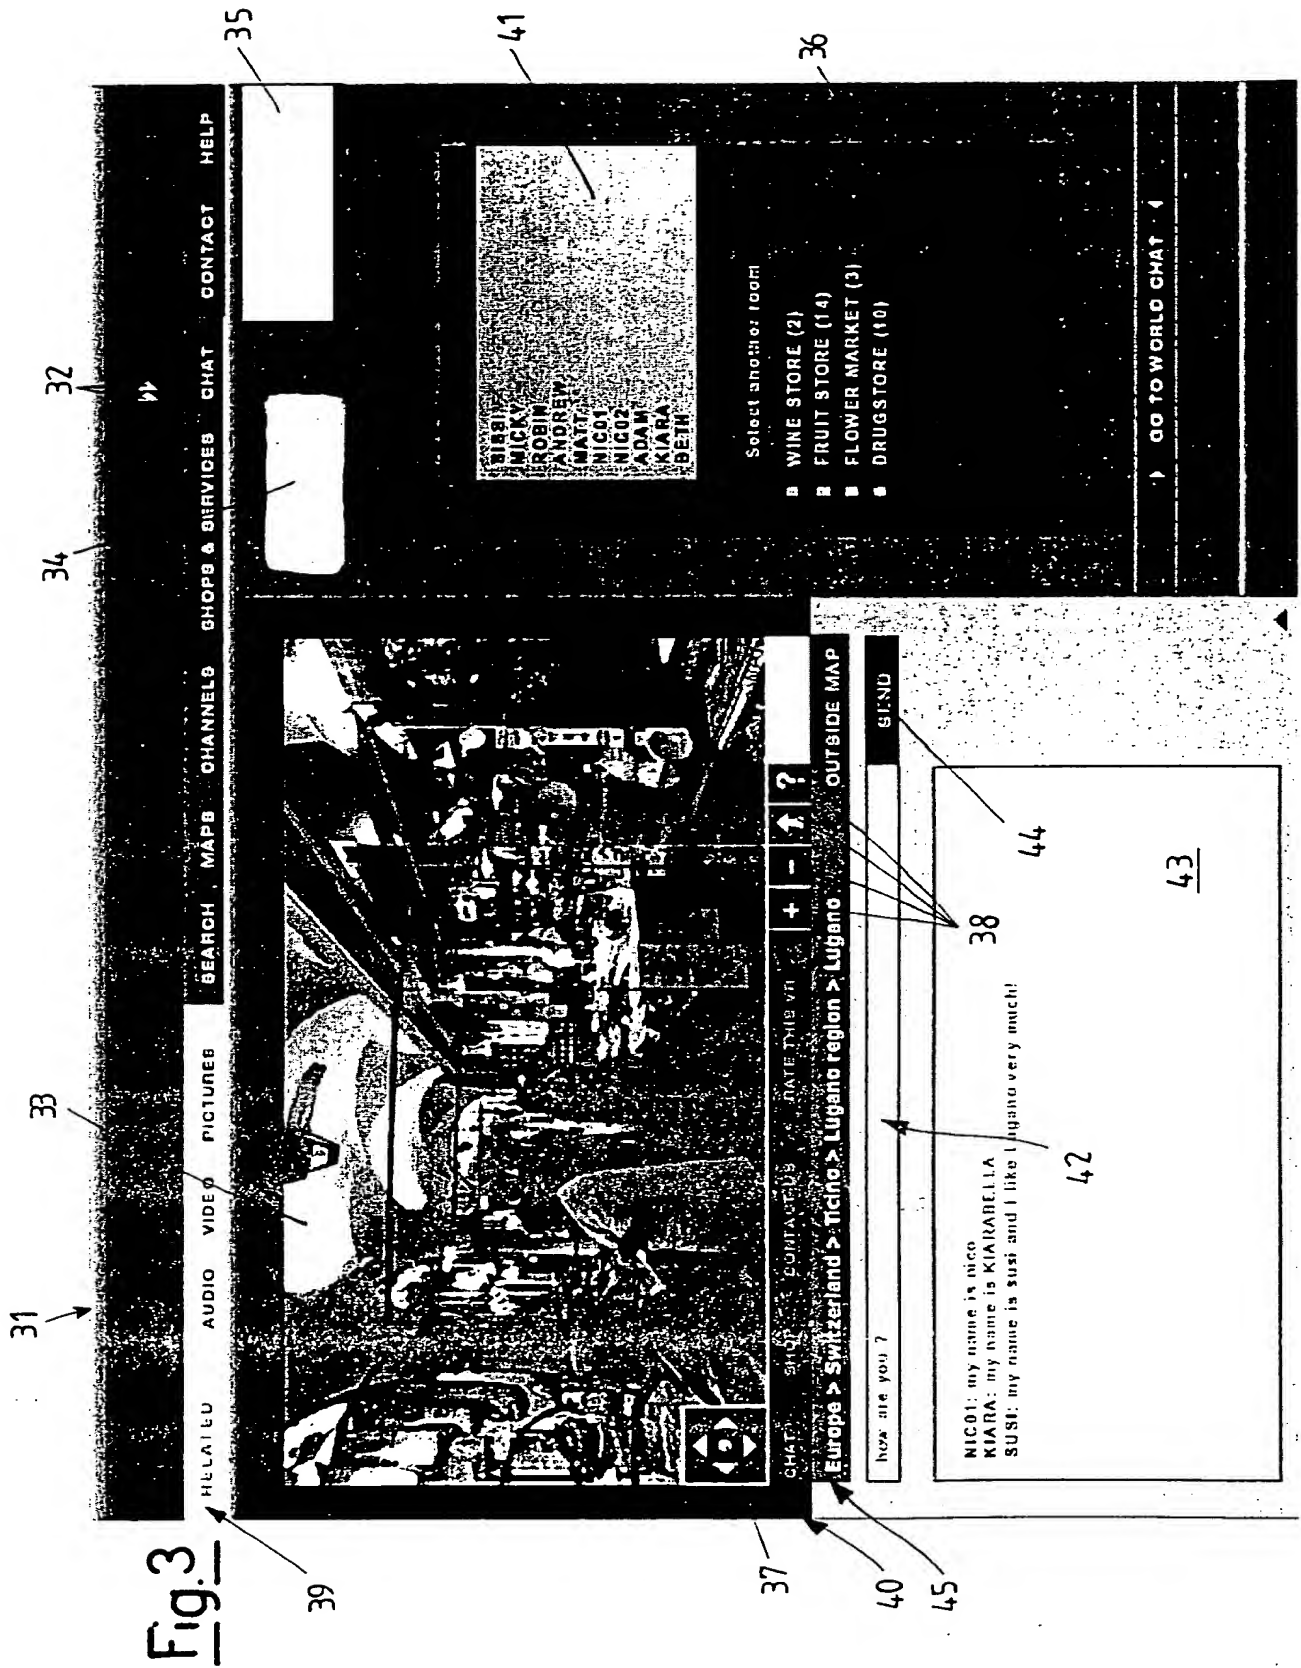 Fig.3
31
33
34
32
35
RELATED AUDIO VIDEO PICTURES
SEARCH MAPS CHANNELS SHOPS & SERVICES CHAT CONTACT HELP
39
41
SISSI
MICKY
ROBIN
ANDREW
MATT
NICO1
NICO2
ADAM
KIARA
BETH
Select another room
WINE STORE (2)
FRUIT STORE (14)
FLOWER MARKET (3)
DRUGSTORE (10)
36
GO TO WORLD CHAT
37
CHAT SHOPS CONTACT US RATE THIS VR
+ - ?
40
Europe > Switzerland > Ticino > Lugano region > Lugano OUTSIDE MAP
45
how are you ?
SEND
38
44
42
43
NICO1: my name is nico
KIARA: my name is KIARABELLA
SUSI: my name is susi and I like Lugano very much!